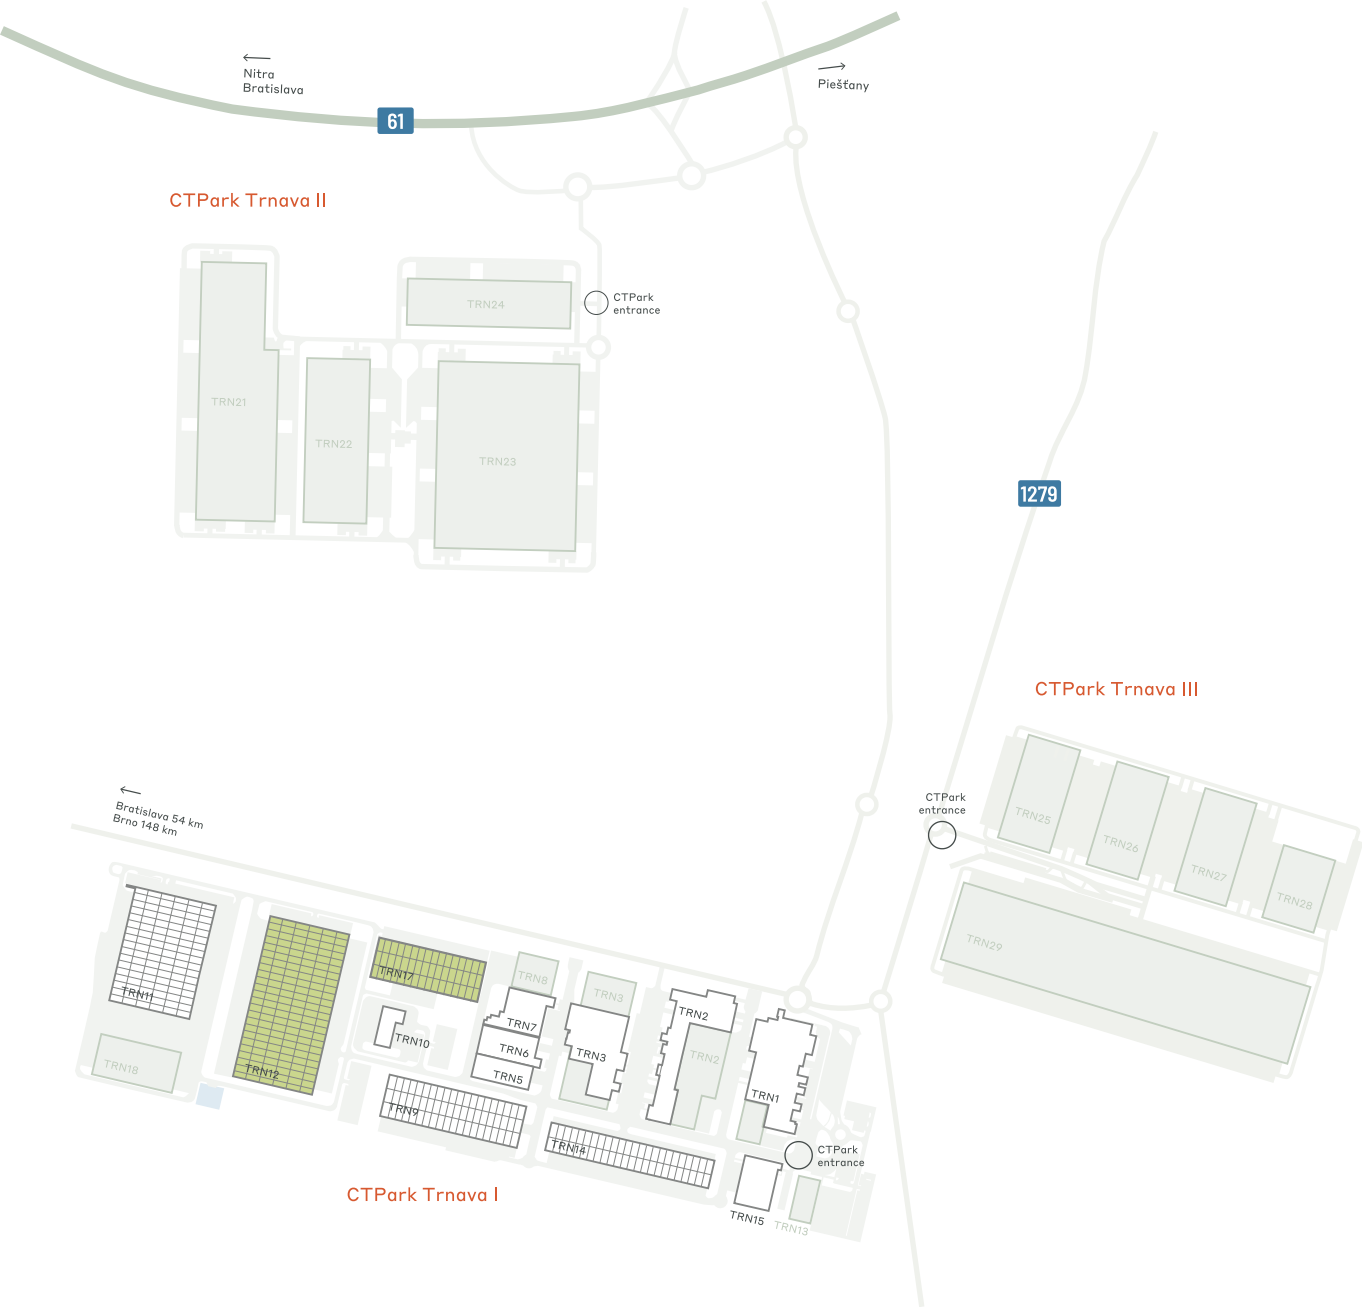 Nitra
Bratislava
Piešťany
61
CTPark Trnava II
CTPark
entrance
TRN24
TRN21
TRN22
TRN23
1279
CTPark Trnava III
Bratislava 54 km
Brno 148 km
CTPark
entrance
TRN25
TRN26
TRN27
TRN28
TRN29
TRN17
TRN8
TRN3
TRN11
TRN7
TRN2
TRN10
TRN6
TRN3
TRN2
TRN18
TRN12
TRN5
TRN1
TRN9
TRN14
CTPark
entrance
CTPark Trnava I
TRN15
TRN13